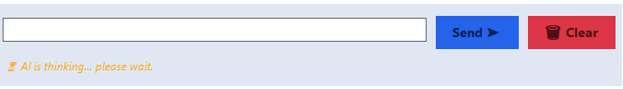 Send ➤
🗑 Clear
⏳ AI is thinking... please wait.